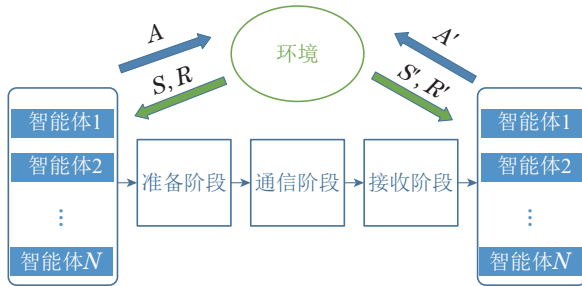 A
环境
A'
S, R
S', R'
智能体1
智能体2
⋮
智能体N
准备阶段
通信阶段
接收阶段
智能体1
智能体2
⋮
智能体N